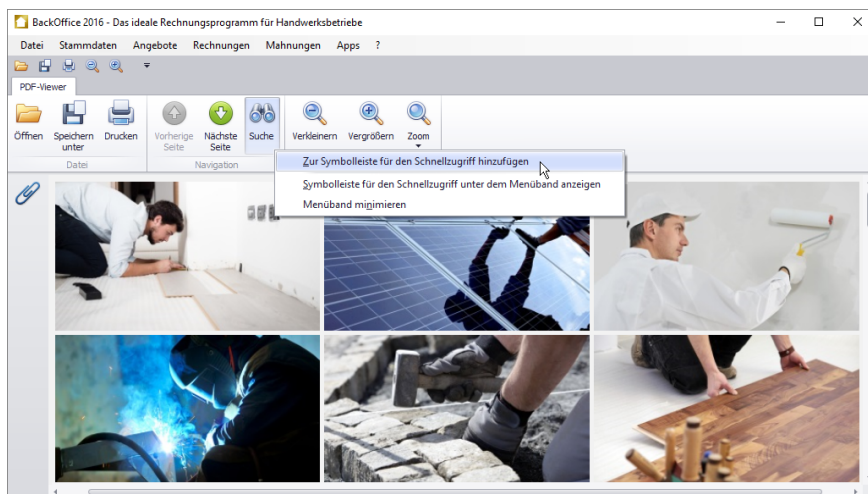 BackOffice 2016 - Das ideale Rechnungsprogramm für Handwerksbetriebe
Datei Stammdaten Angebote Rechnungen Mahnungen Apps ?
PDF-Viewer
Öffnen Speichern unter Drucken Vorherige Seite Nächste Seite Suche Verkleinern Vergrößern Zoom
Datei Navigation
Zur Symbolleiste für den Schnellzugriff hinzufügen
Symbolleiste für den Schnellzugriff unter dem Menüband anzeigen
Menüband minimieren